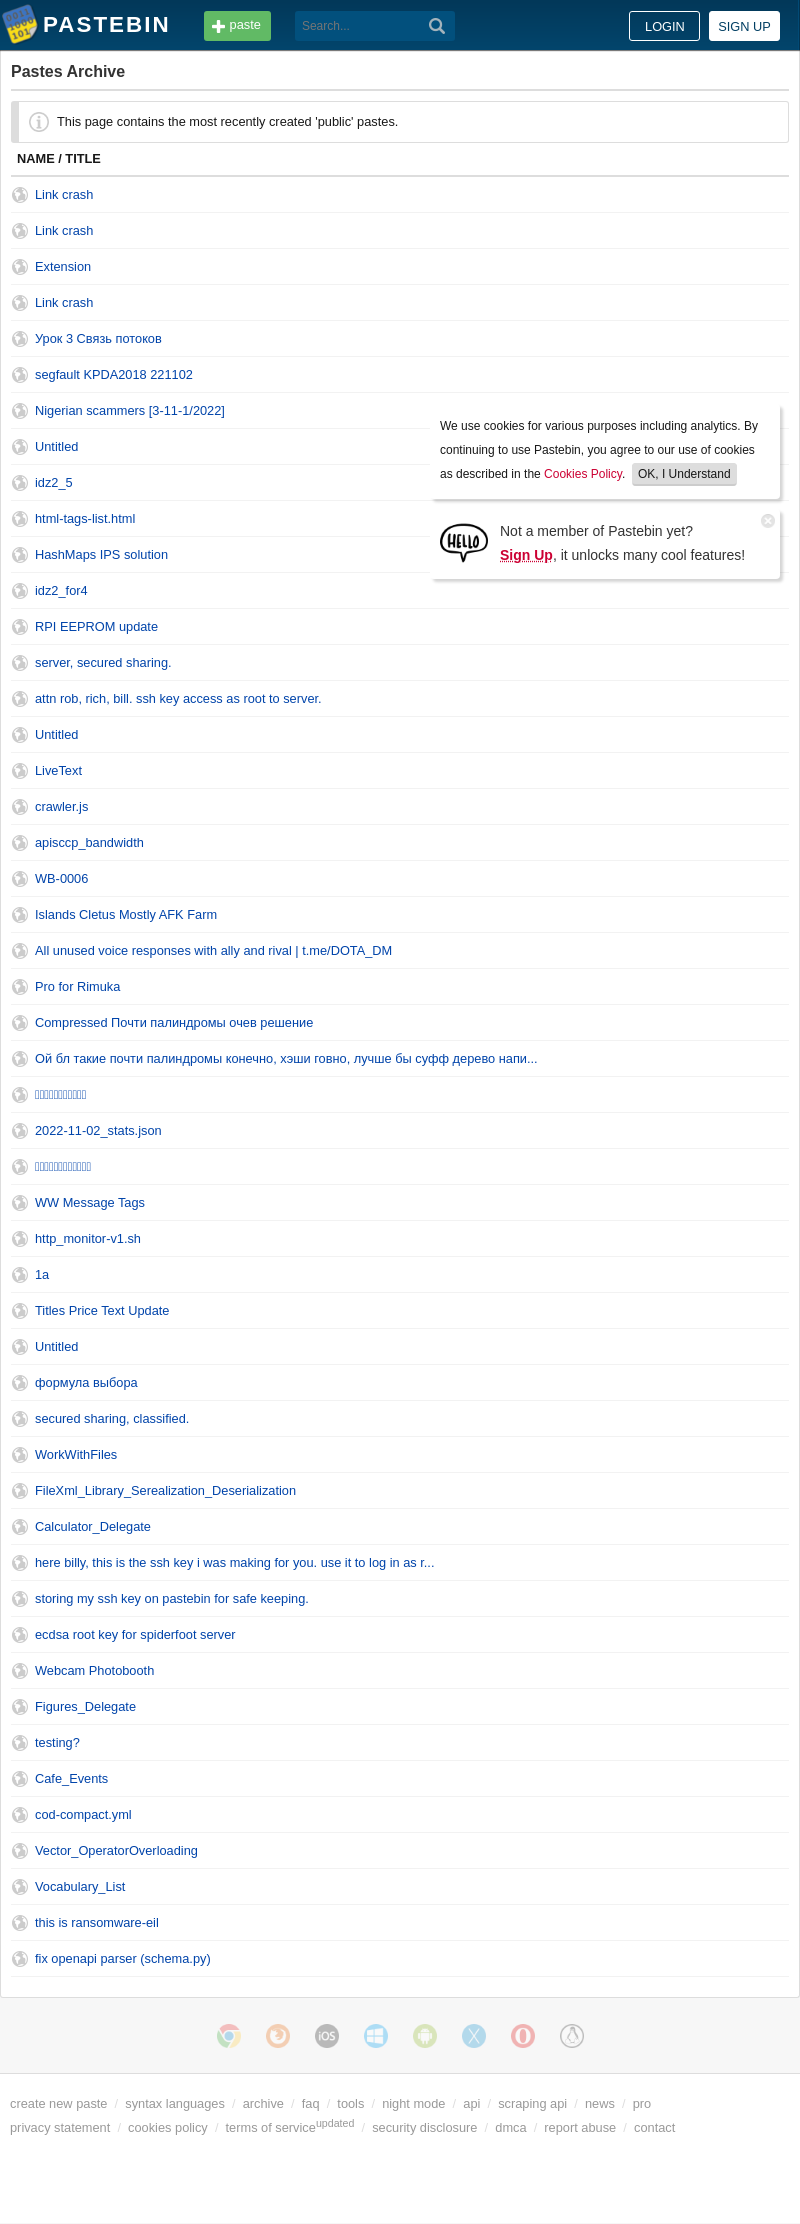 PASTEBIN
paste
Search...
LOGIN
SIGN UP
Pastes Archive
This page contains the most recently created 'public' pastes.
NAME / TITLE
Link crash
Link crash
Extension
Link crash
Урок 3 Связь потоков
segfault KPDA2018 221102
Nigerian scammers [3-11-1/2022]
We use cookies for various purposes including analytics. By
continuing to use Pastebin, you agree to our use of cookies
as described in the Cookies Policy. OK, I Understand
Untitled
idz2_5
html-tags-list.html
HELLO
Not a member of Pastebin yet?
Sign Up, it unlocks many cool features!
HashMaps IPS solution
idz2_for4
RPI EEPROM update
server, secured sharing.
attn rob, rich, bill. ssh key access as root to server.
Untitled
LiveText
crawler.js
apisccp_bandwidth
WB-0006
Islands Cletus Mostly AFK Farm
All unused voice responses with ally and rival | t.me/DOTA_DM
Pro for Rimuka
Compressed Почти палиндромы очев решение
Ой бл такие почти палиндромы конечно, хэши говно, лучше бы суфф дерево напи...
2022-11-02_stats.json
WW Message Tags
http_monitor-v1.sh
1a
Titles Price Text Update
Untitled
формула выбора
secured sharing, classified.
WorkWithFiles
FileXml_Library_Serealization_Deserialization
Calculator_Delegate
here billy, this is the ssh key i was making for you. use it to log in as r...
storing my ssh key on pastebin for safe keeping.
ecdsa root key for spiderfoot server
Webcam Photobooth
Figures_Delegate
testing?
Cafe_Events
cod-compact.yml
Vector_OperatorOverloading
Vocabulary_List
this is ransomware-eil
fix openapi parser (schema.py)
iOS
create new paste / syntax languages / archive / faq / tools / night mode / api / scraping api / news / pro
privacy statement / cookies policy / terms of service updated / security disclosure / dmca / report abuse / contact